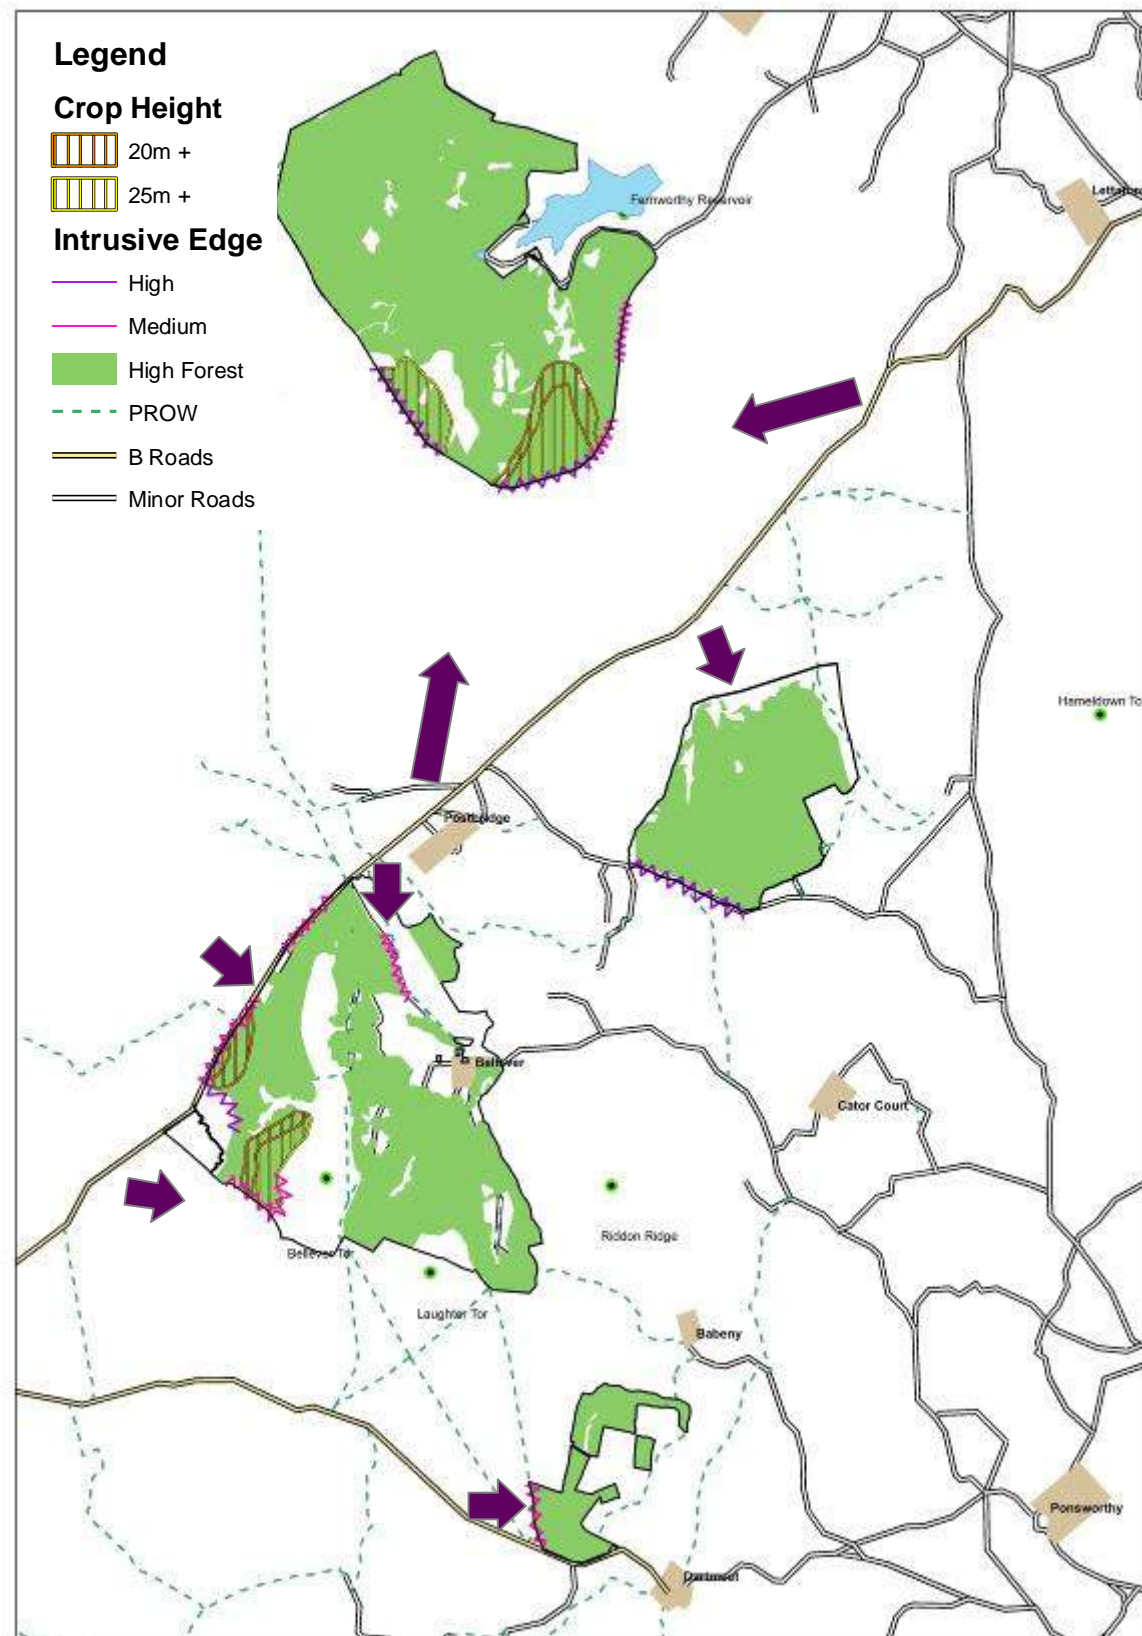 Legend
Crop Height
20m +
25m +
Intrusive Edge
High
Medium
High Forest
PROW
B Roads
Minor Roads
Fernworthy Reservoir
Hameldown To
Postbridge
Bellever
Cator Court
Riddon Ridge
Bellever Tor
Laughter Tor
Babeny
Ponsworthy
Dartmeet